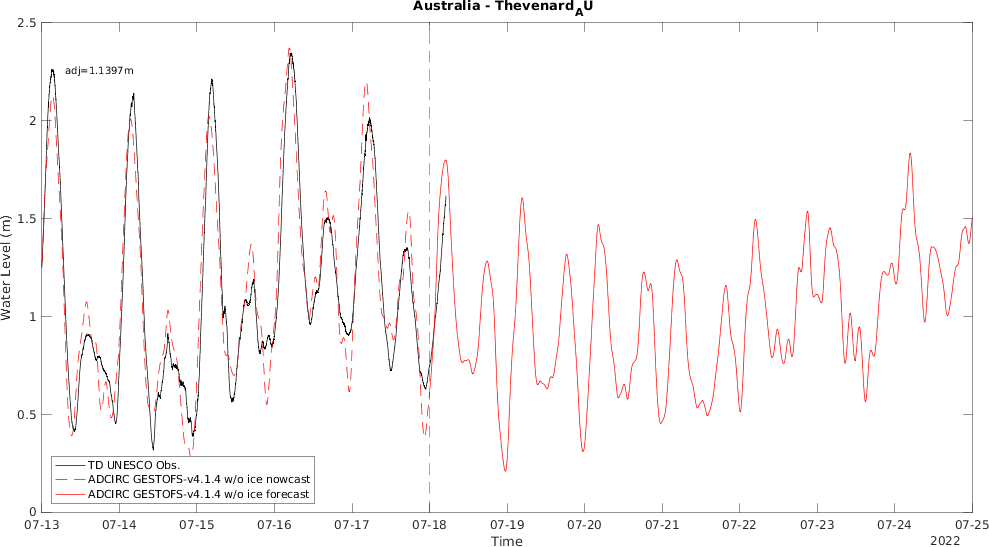 Australia - Thevenard_AU
adj=1.1397m
2.5
2
1.5
1
0.5
0
Water Level (m)
TD UNESCO Obs.
ADCIRC GESTOFS-v4.1.4 w/o ice nowcast
ADCIRC GESTOFS-v4.1.4 w/o ice forecast
07-13 07-14 07-15 07-16 07-17 07-18 07-19 07-20 07-21 07-22 07-23 07-24 07-25
Time
2022